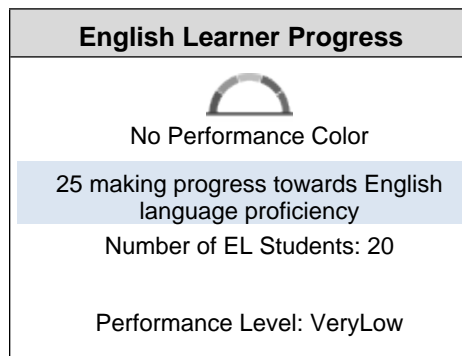 English Learner Progress
No Performance Color
25 making progress towards English
language proficiency
Number of EL Students: 20
Performance Level: VeryLow